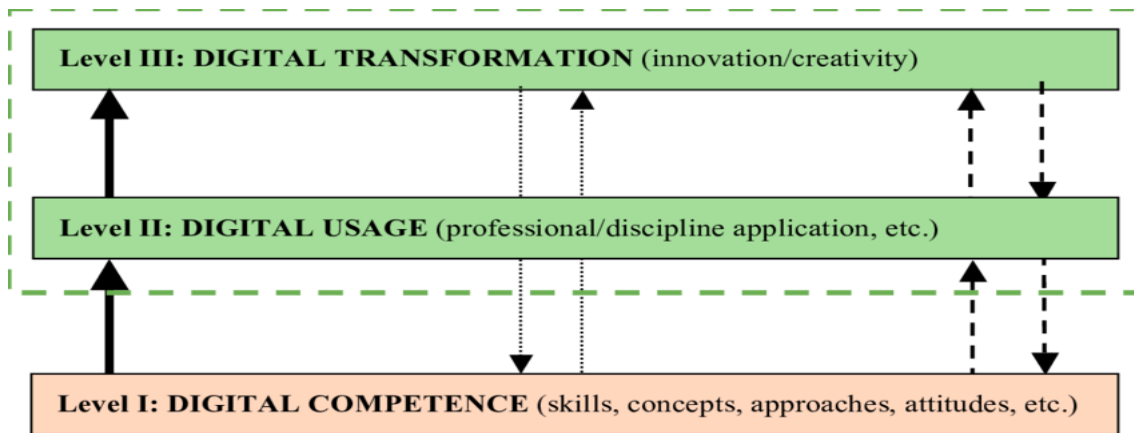 Level III: DIGITAL TRANSFORMATION (innovation/creativity)
Level II: DIGITAL USAGE (professional/discipline application, etc.)
Level I: DIGITAL COMPETENCE (skills, concepts, approaches, attitudes, etc.)